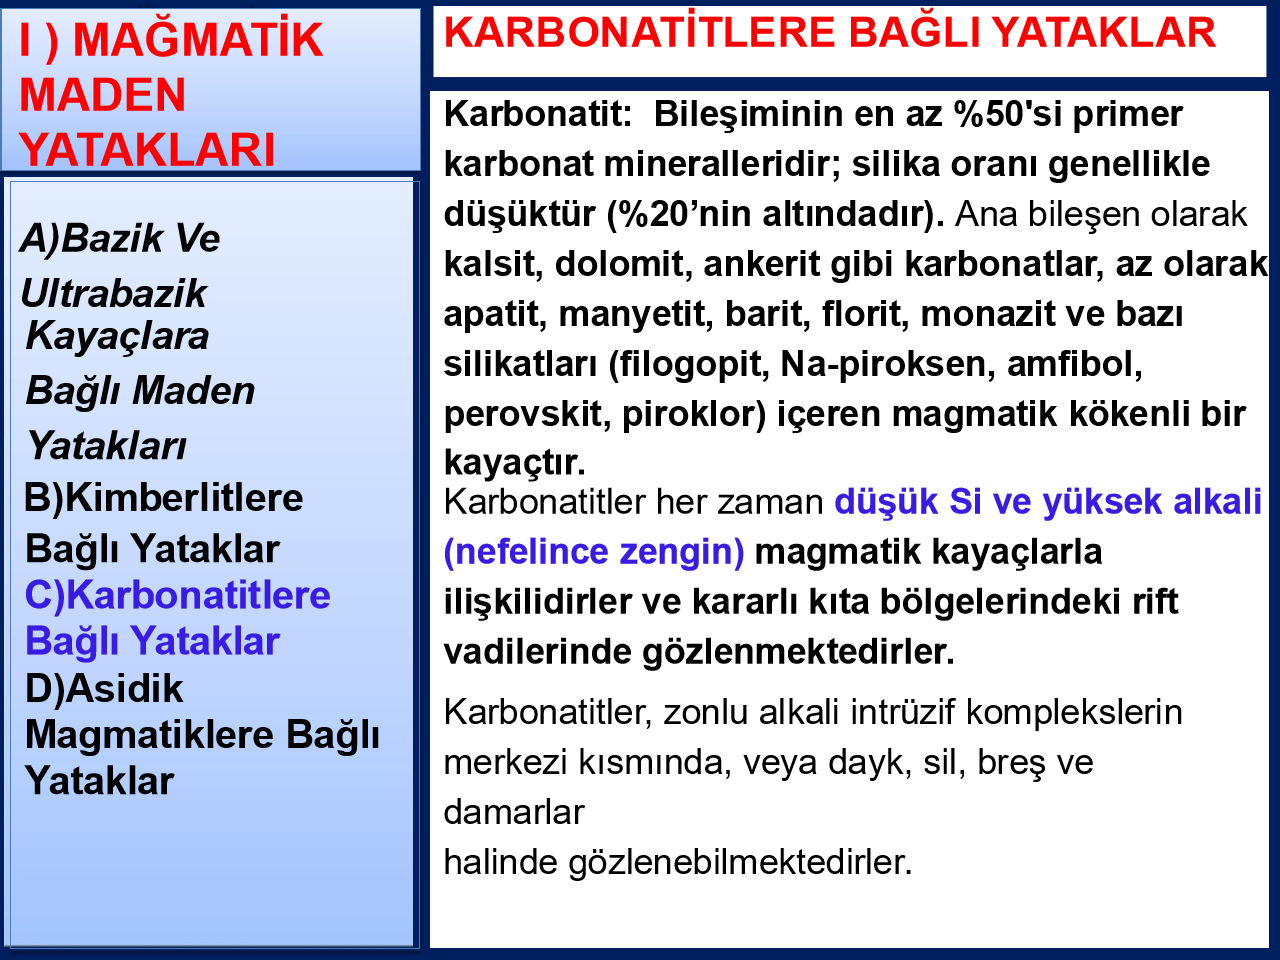 I ) MAĞMATİK
MADEN
YATAKLARI
A)Bazik Ve
Ultrabazik
Kayaçlara
Bağlı Maden
Yatakları
B)Kimberlitlere
Bağlı Yataklar
C)Karbonatitlere
Bağlı Yataklar
D)Asidik
Magmatiklere Bağlı
Yataklar
KARBONATİTLERE BAĞLI YATAKLAR
Karbonatit: Bileşiminin en az %50'si primer
karbonat mineralleridir; silika oranı genellikle
düşüktür (%20’nin altındadır). Ana bileşen olarak
kalsit, dolomit, ankerit gibi karbonatlar, az olarak
apatit, manyetit, barit, florit, monazit ve bazı
silikatları (filogopit, Na-piroksen, amfibol,
perovskit, piroklor) içeren magmatik kökenli bir
kayaçtır.
Karbonatitler her zaman düşük Si ve yüksek alkali
(nefelince zengin) magmatik kayaçlarla
ilişkilidirler ve kararlı kıta bölgelerindeki rift
vadilerinde gözlenmektedirler.
Karbonatitler, zonlu alkali intrüzif komplekslerin
merkezi kısmında, veya dayk, sil, breş ve
damarlar
halinde gözlenebilmektedirler.